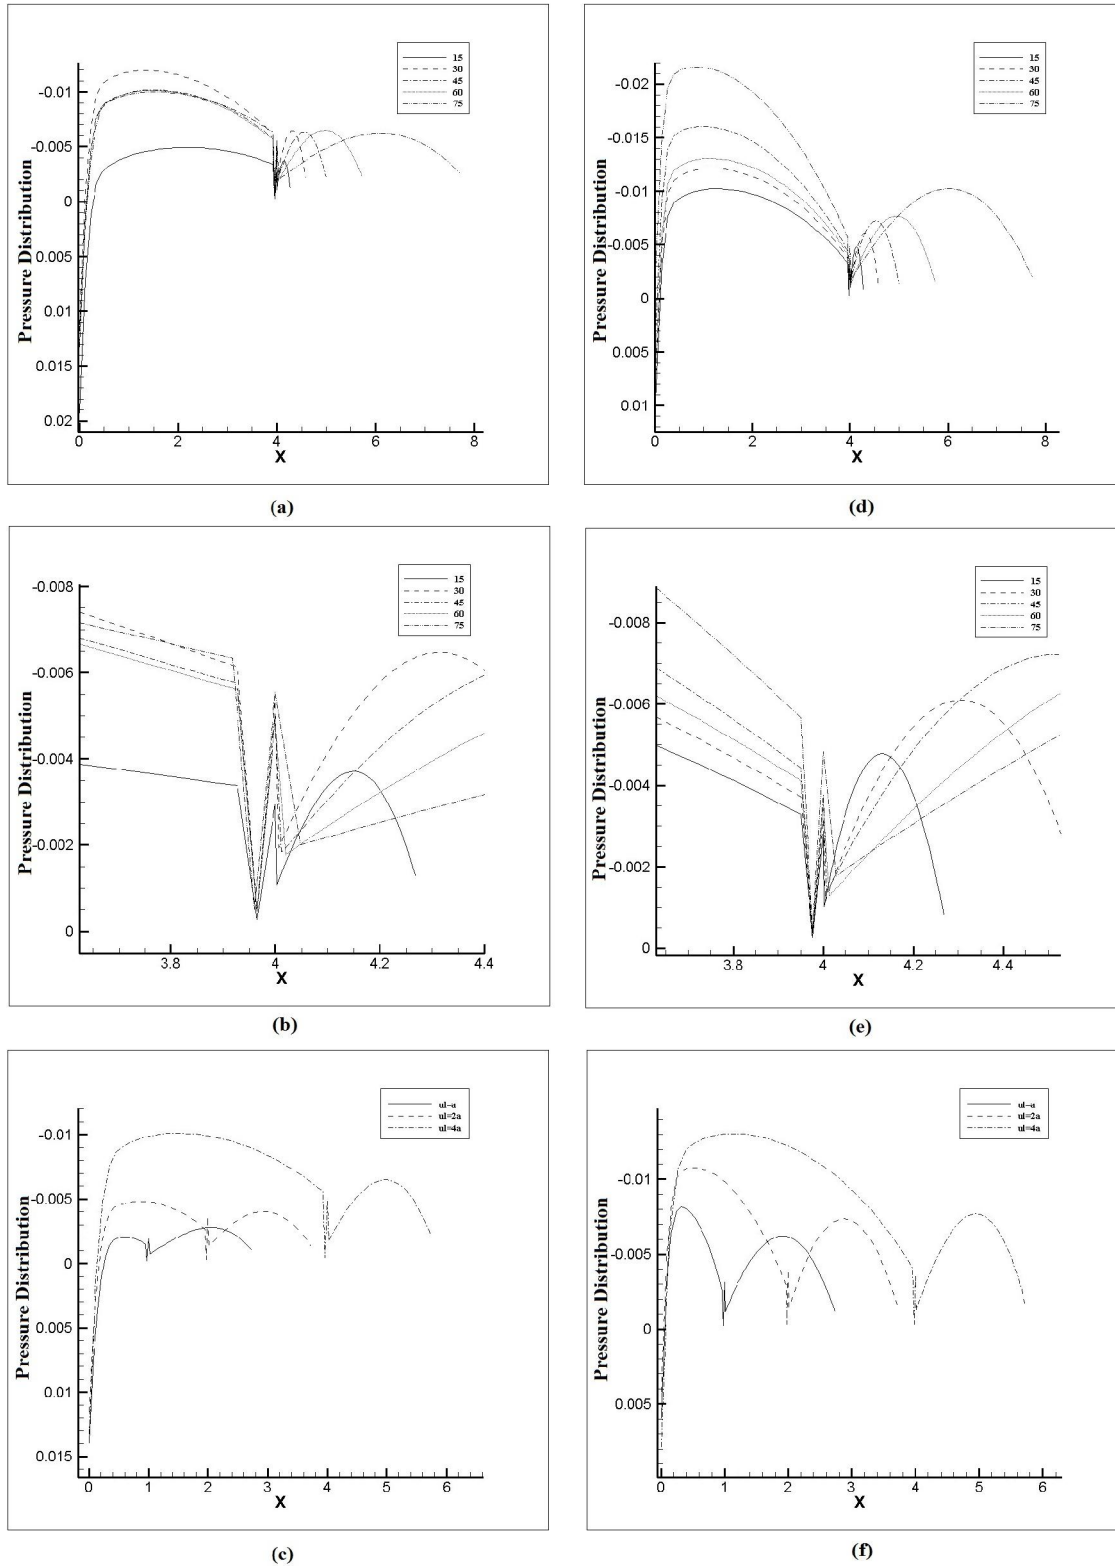 15
30
45
60
75
-0.01
-0.005
0
0.005
0.01
0.015
0.02
Pressure Distribution
0 2 4 6 8
X
(a)
15
30
45
60
75
-0.02
-0.015
-0.01
-0.005
0
0.005
0.01
Pressure Distribution
0 2 4 6 8
X
(d)
15
30
45
60
75
-0.008
-0.006
-0.004
-0.002
0
Pressure Distribution
3.8 4 4.2 4.4
X
(b)
15
30
45
60
75
-0.008
-0.006
-0.004
-0.002
0
Pressure Distribution
3.8 4 4.2 4.4
X
(e)
ul=a
ul=2a
ul=4a
-0.01
-0.005
0
0.005
0.01
0.015
Pressure Distribution
0 1 2 3 4 5 6
X
(c)
ul=a
ul=2a
ul=4a
-0.01
-0.005
0
0.005
Pressure Distribution
0 1 2 3 4 5 6
X
(f)